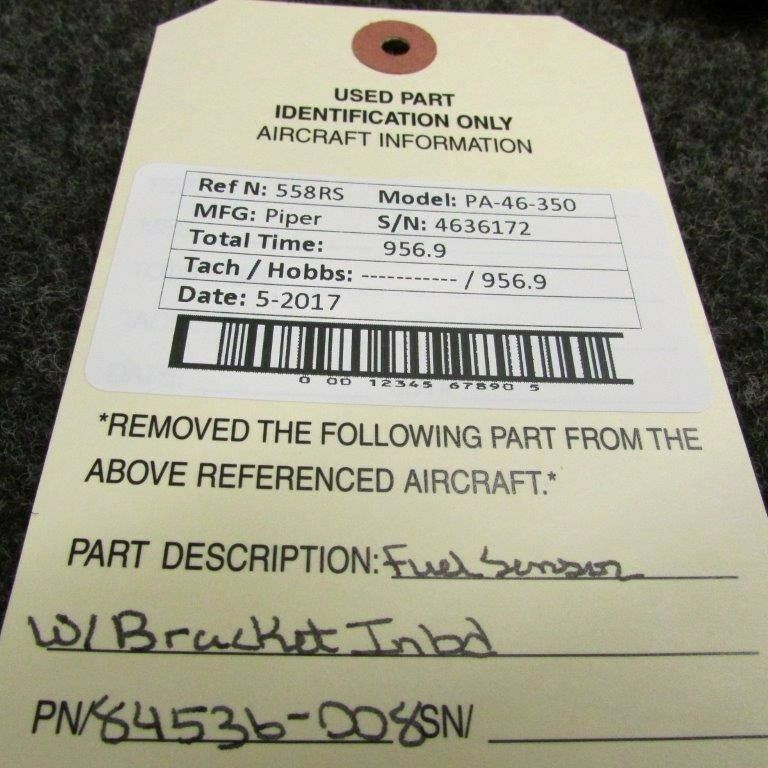 USED PART
IDENTIFICATION ONLY
AIRCRAFT INFORMATION
Ref N: 558RS Model: PA-46-350
MFG: Piper S/N: 4636172
Total Time: 956.9
Tach / Hobbs: ----------- / 956.9
Date: 5-2017
0 00 12345 67890 5
*REMOVED THE FOLLOWING PART FROM THE
ABOVE REFERENCED AIRCRAFT.*
PART DESCRIPTION: Fuel Sensor
W/ Bracket Inbd
PN/84536-008 SN/